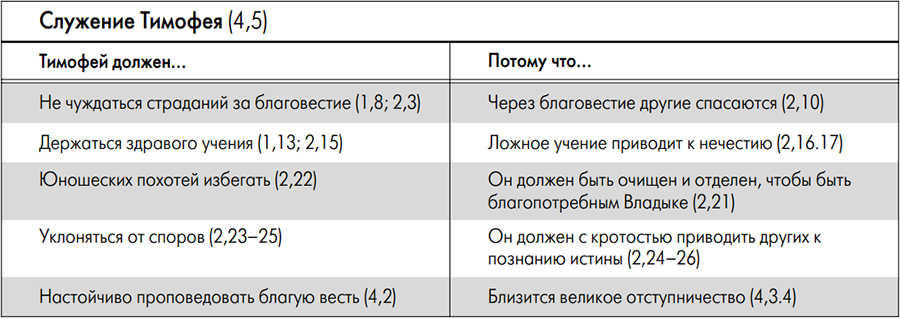 Служение Тимофея (4,5)
Тимофей должен...
Потому что...
Не чуждаться страданий за благовестие (1,8; 2,3)
Через благовестие другие спасаются (2,10)
Держаться здравого учения (1,13; 2,15)
Ложное учение приводит к нечестию (2,16.17)
Юношеских похотей избегать (2,22)
Он должен быть очищен и отделен, чтобы быть
благопотребным Владыке (2,21)
Уклоняться от споров (2,23–25)
Он должен с кротостью приводить других к
познанию истины (2,24–26)
Настойчиво проповедовать благую весть (4,2)
Близится великое отступничество (4,3.4)